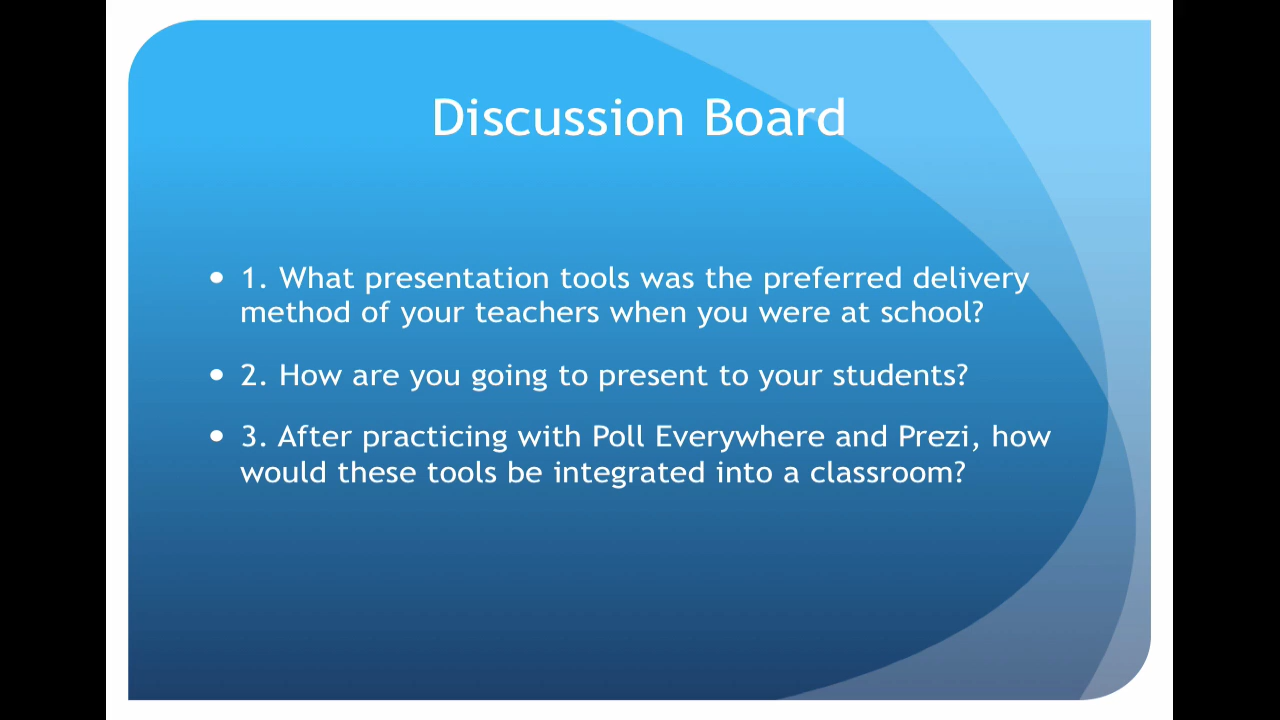 Discussion Board
• 1. What presentation tools was the preferred delivery
method of your teachers when you were at school?
• 2. How are you going to present to your students?
• 3. After practicing with Poll Everywhere and Prezi, how
would these tools be integrated into a classroom?